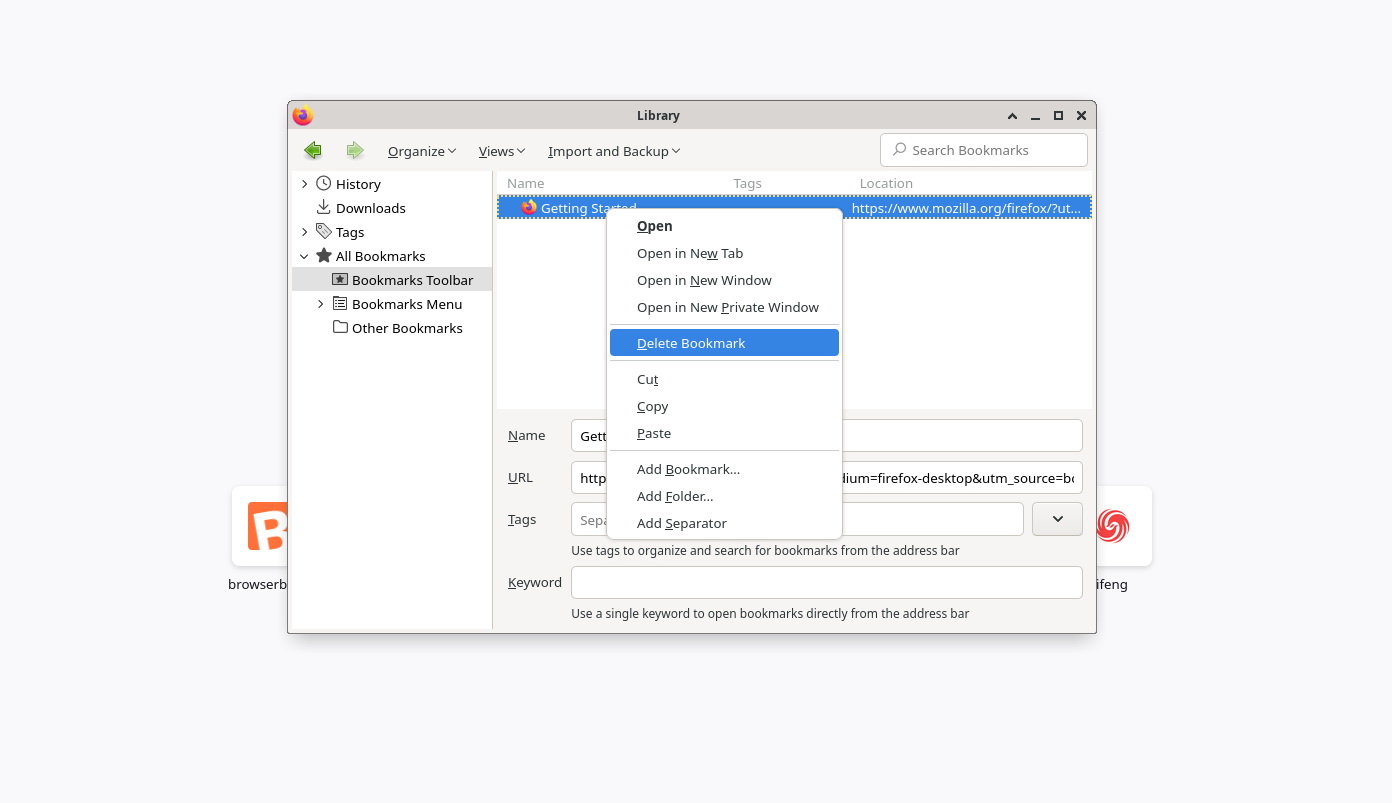 Library
Organize
Views
Import and Backup
Search Bookmarks
History
Downloads
Tags
All Bookmarks
Bookmarks Toolbar
Bookmarks Menu
Other Bookmarks
Name Tags Location
Getting Started https://www.mozilla.org/firefox/?ut...
Open
Open in New Tab
Open in New Window
Open in New Private Window
Delete Bookmark
Cut
Copy
Paste
Add Bookmark...
Add Folder...
Add Separator
Name Gett
URL http dium=firefox-desktop&utm_source=bo
Tags Sepa
Use tags to organize and search for bookmarks from the address bar
Keyword
Use a single keyword to open bookmarks directly from the address bar
browserb
ifeng